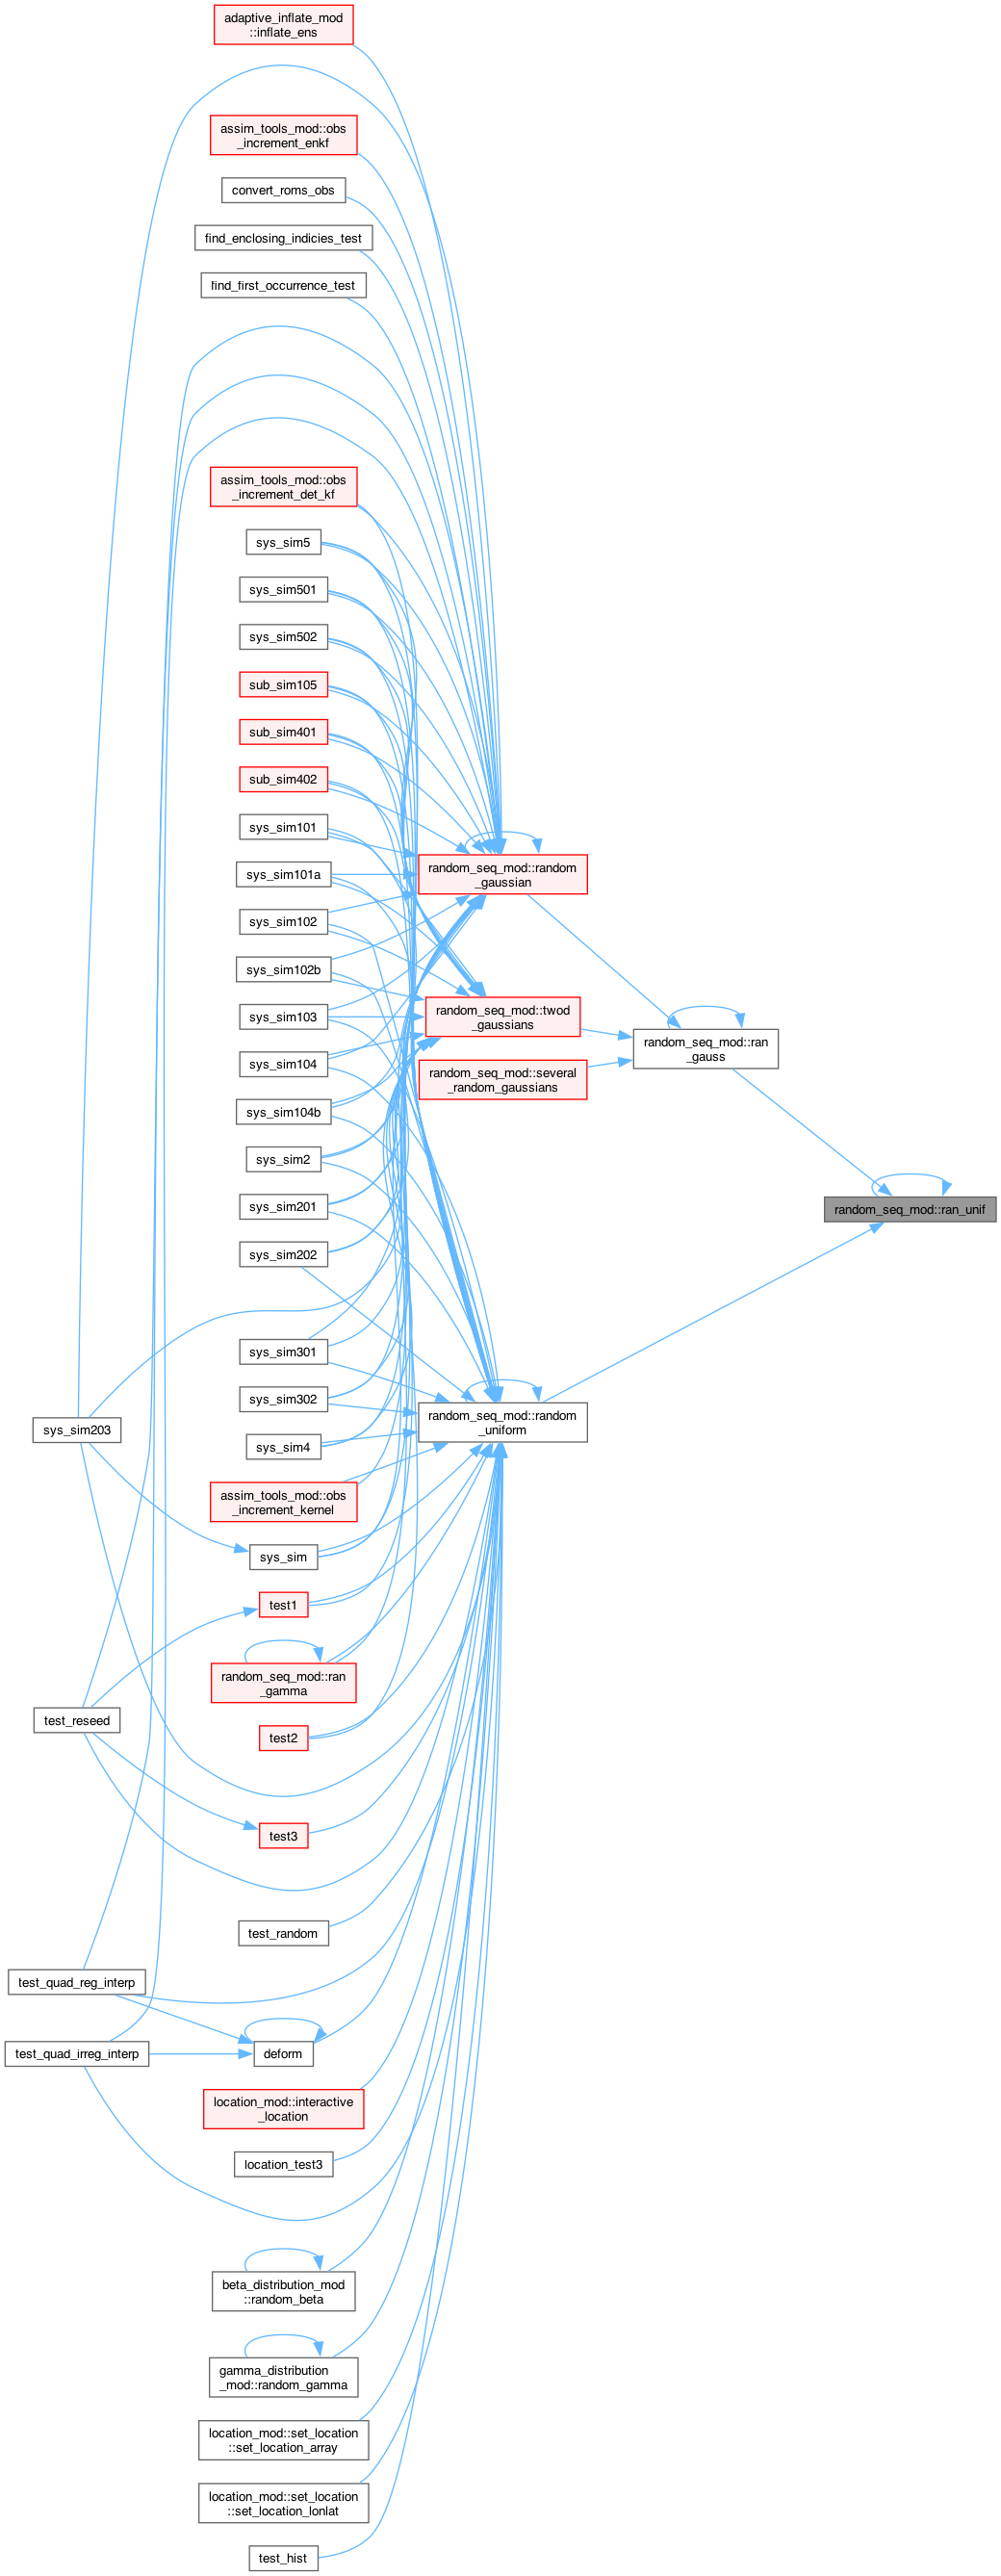 adaptive_inflate_mod
::inflate_ens
assim_tools_mod::obs
_increment_enkf
convert_roms_obs
find_enclosing_indicies_test
find_first_occurrence_test
assim_tools_mod::obs
_increment_det_kf
sys_sim5
sys_sim501
sys_sim502
sub_sim105
sub_sim401
sub_sim402
sys_sim101
sys_sim101a
sys_sim102
sys_sim102b
sys_sim103
sys_sim104
sys_sim104b
sys_sim2
sys_sim201
sys_sim202
sys_sim301
sys_sim302
sys_sim4
assim_tools_mod::obs
_increment_kernel
sys_sim
test1
random_seq_mod::ran
_gamma
test2
test3
test_random
deform
location_mod::interactive
_location
location_test3
beta_distribution_mod
::random_beta
gamma_distribution
_mod::random_gamma
location_mod::set_location
::set_location_array
location_mod::set_location
::set_location_lonlat
test_hist
sys_sim203
test_reseed
test_quad_reg_interp
test_quad_irreg_interp
random_seq_mod::random
_gaussian
random_seq_mod::twod
_gaussians
random_seq_mod::several
_random_gaussians
random_seq_mod::random
_uniform
random_seq_mod::ran
_gauss
random_seq_mod::ran_unif